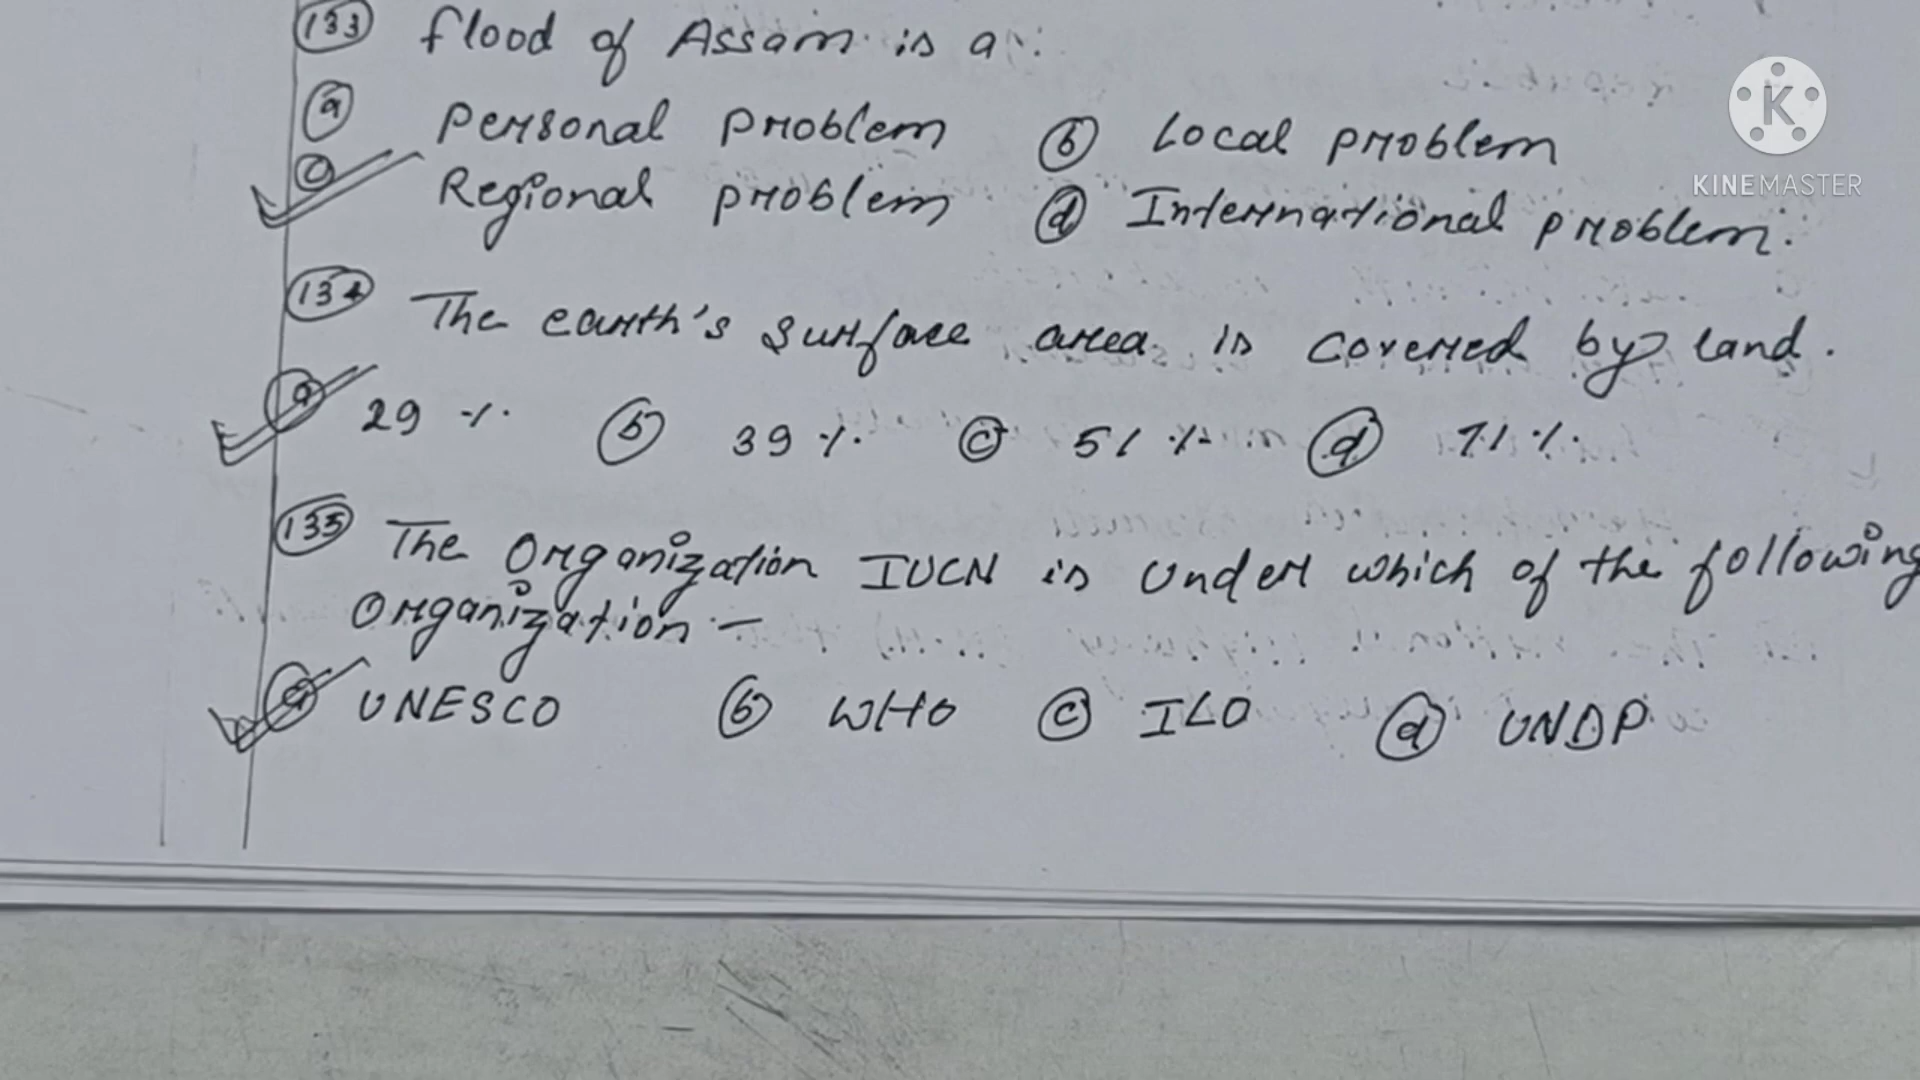 133 flood of Assam is a :
a Personal problem b Local problem
c Regional problem d International problem.
134 The earth's surface area is covered by land.
a 29 % b 39 % c 51 % d 71 %.
135 The Organization IUCN is under which of the following
Organization -
a UNESCO b WHO c ILO d UNDP
K
KINEMASTER